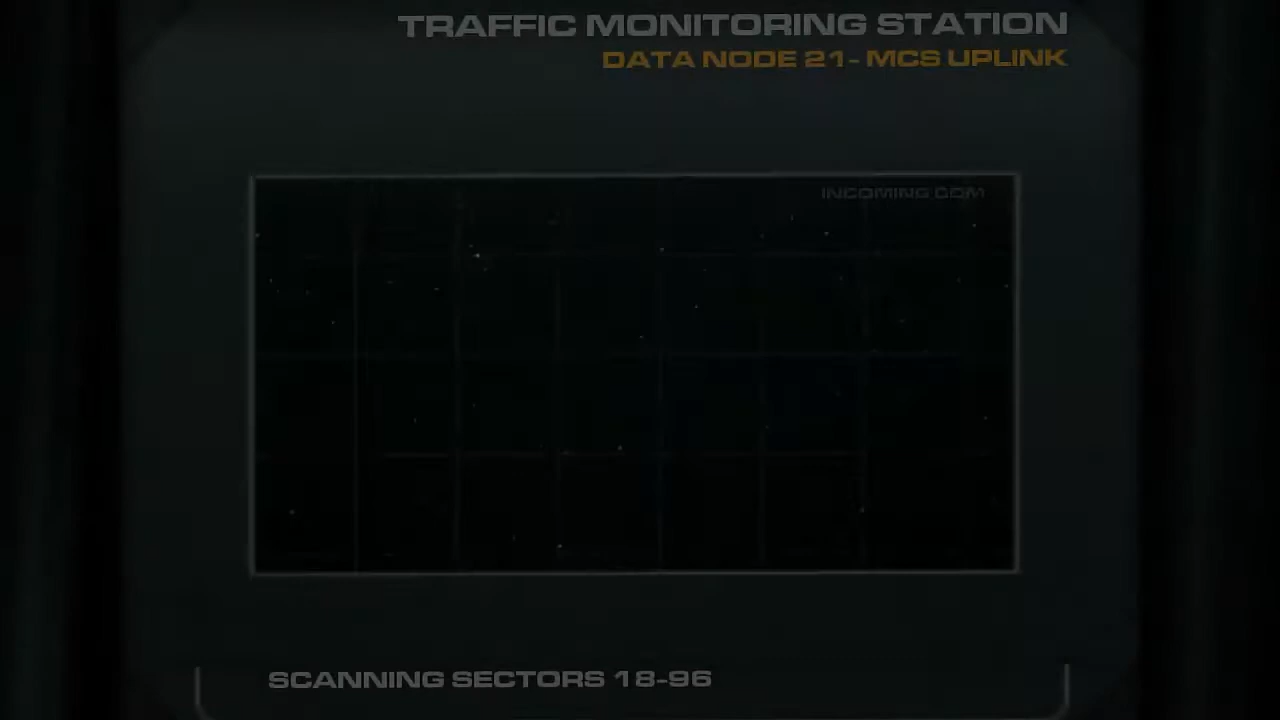 TRAFFIC MONITORING STATION
DATA NODE 21- MCS UPLINK
INCOMING COM
SCANNING SECTORS 18-96